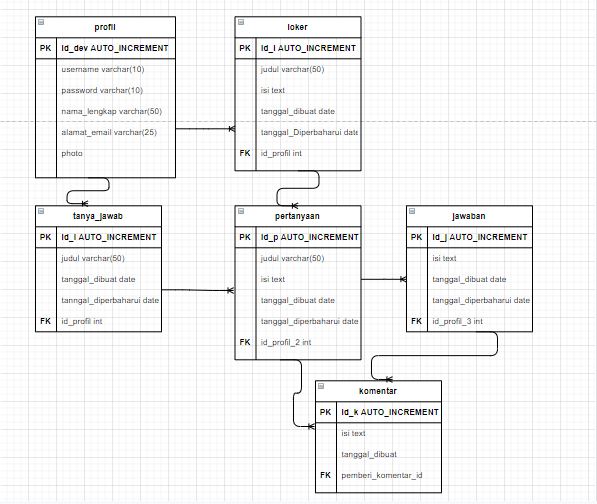 profil
PK Id_dev AUTO_INCREMENT
username varchar(10)
password varchar(10)
nama_lengkap varchar(50)
alamat_email varchar(25)
photo
loker
PK Id_l AUTO_INCREMENT
judul varchar(50)
isi text
tanggal_dibuat date
tanggal_Diperbaharui date
FK id_profil int
tanya_jawab
PK Id_l AUTO_INCREMENT
judul varchar(50)
tanggal_dibuat date
tanngal_diperbaharui date
FK id_profil int
pertanyaan
PK Id_p AUTO_INCREMENT
judul varchar(50)
isi text
tanggal_dibuat date
tanggal_diperbaharui date
FK id_profil_2 int
jawaban
PK Id_j AUTO_INCREMENT
isi text
tanggal_dibuat date
tanggal_diperbaharui date
FK id_profil_3 int
komentar
PK Id_k AUTO_INCREMENT
isi text
tanggal_dibuat
FK pemberi_komentar_id